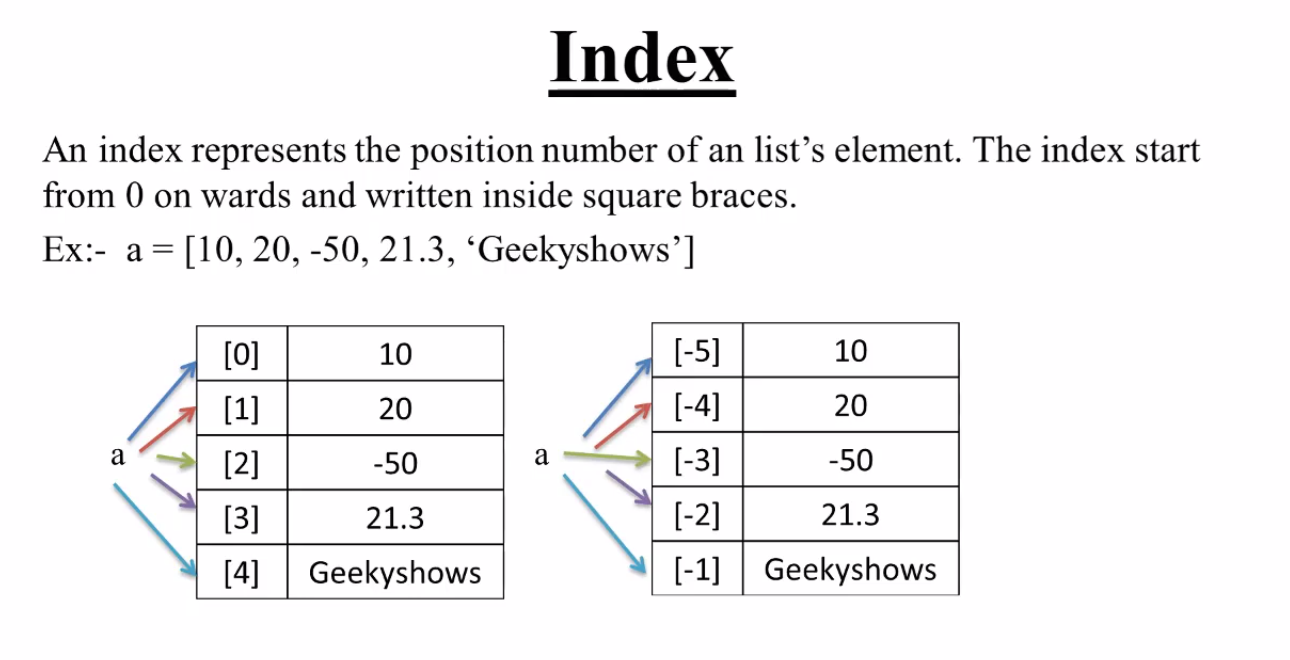 Index
An index represents the position number of an list’s element. The index start
from 0 on wards and written inside square braces.
Ex:- a = [10, 20, -50, 21.3, ‘Geekyshows’]
[0] 10
[1] 20
a
[2] -50
[3] 21.3
[4] Geekyshows
[-5] 10
[-4] 20
a
[-3] -50
[-2] 21.3
[-1] Geekyshows